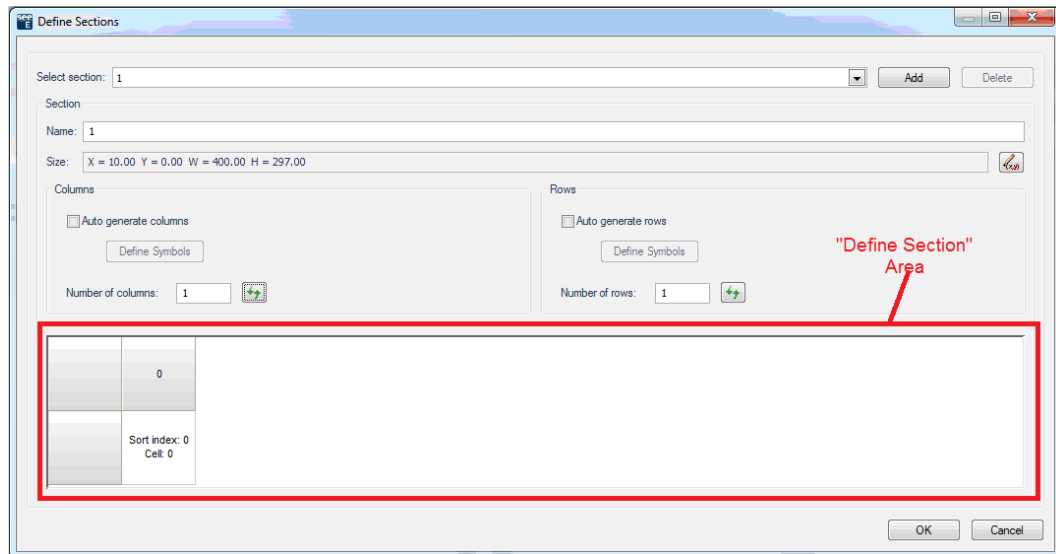 see E Define Sections
Select section: 1 Add Delete
Section
Name: 1
Size: X = 10.00 Y = 0.00 W = 400.00 H = 297.00 (x,y)
Columns Rows
Auto generate columns Auto generate rows
Define Symbols Define Symbols
"Define Section"
Area
Number of columns: 1 Number of rows: 1
0
Sort index: 0
Cell: 0
OK Cancel